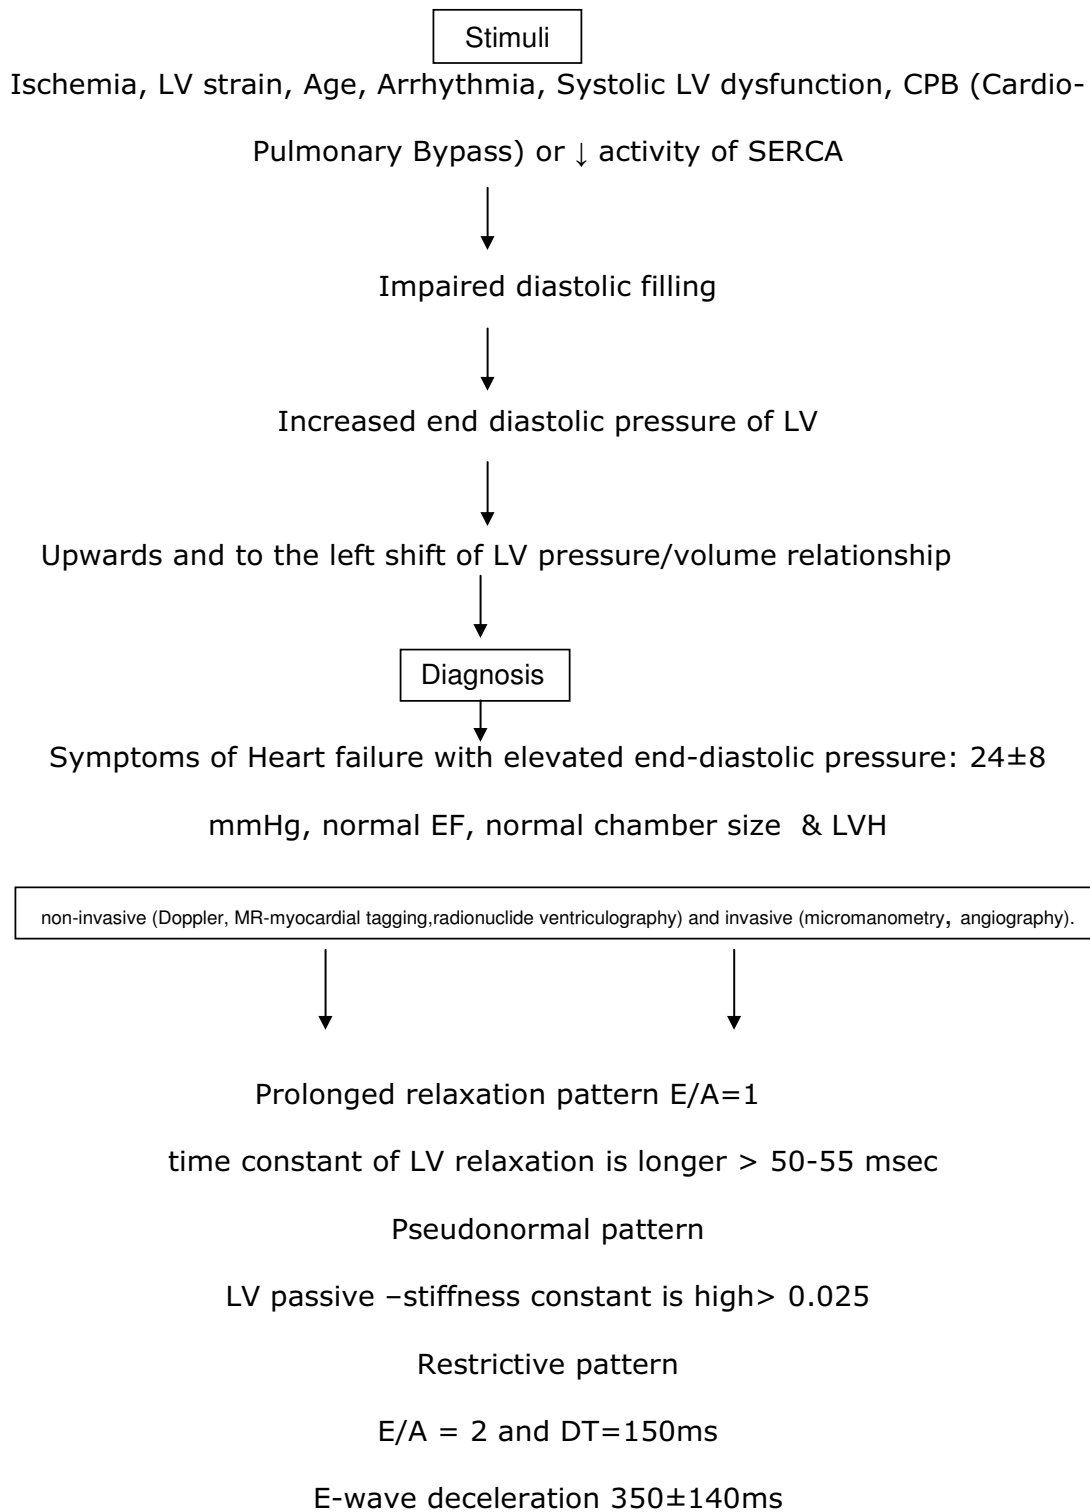 Stimuli
Ischemia, LV strain, Age, Arrhythmia, Systolic LV dysfunction, CPB (Cardio-
Pulmonary Bypass) or ↓ activity of SERCA
Impaired diastolic filling
Increased end diastolic pressure of LV
Upwards and to the left shift of LV pressure/volume relationship
Diagnosis
Symptoms of Heart failure with elevated end-diastolic pressure: 24±8
mmHg, normal EF, normal chamber size & LVH
non-invasive (Doppler, MR-myocardial tagging,radionuclide ventriculography) and invasive (micromanometry, angiography).
Prolonged relaxation pattern E/A=1
time constant of LV relaxation is longer > 50-55 msec
Pseudonormal pattern
LV passive –stiffness constant is high> 0.025
Restrictive pattern
E/A = 2 and DT=150ms
E-wave deceleration 350±140ms